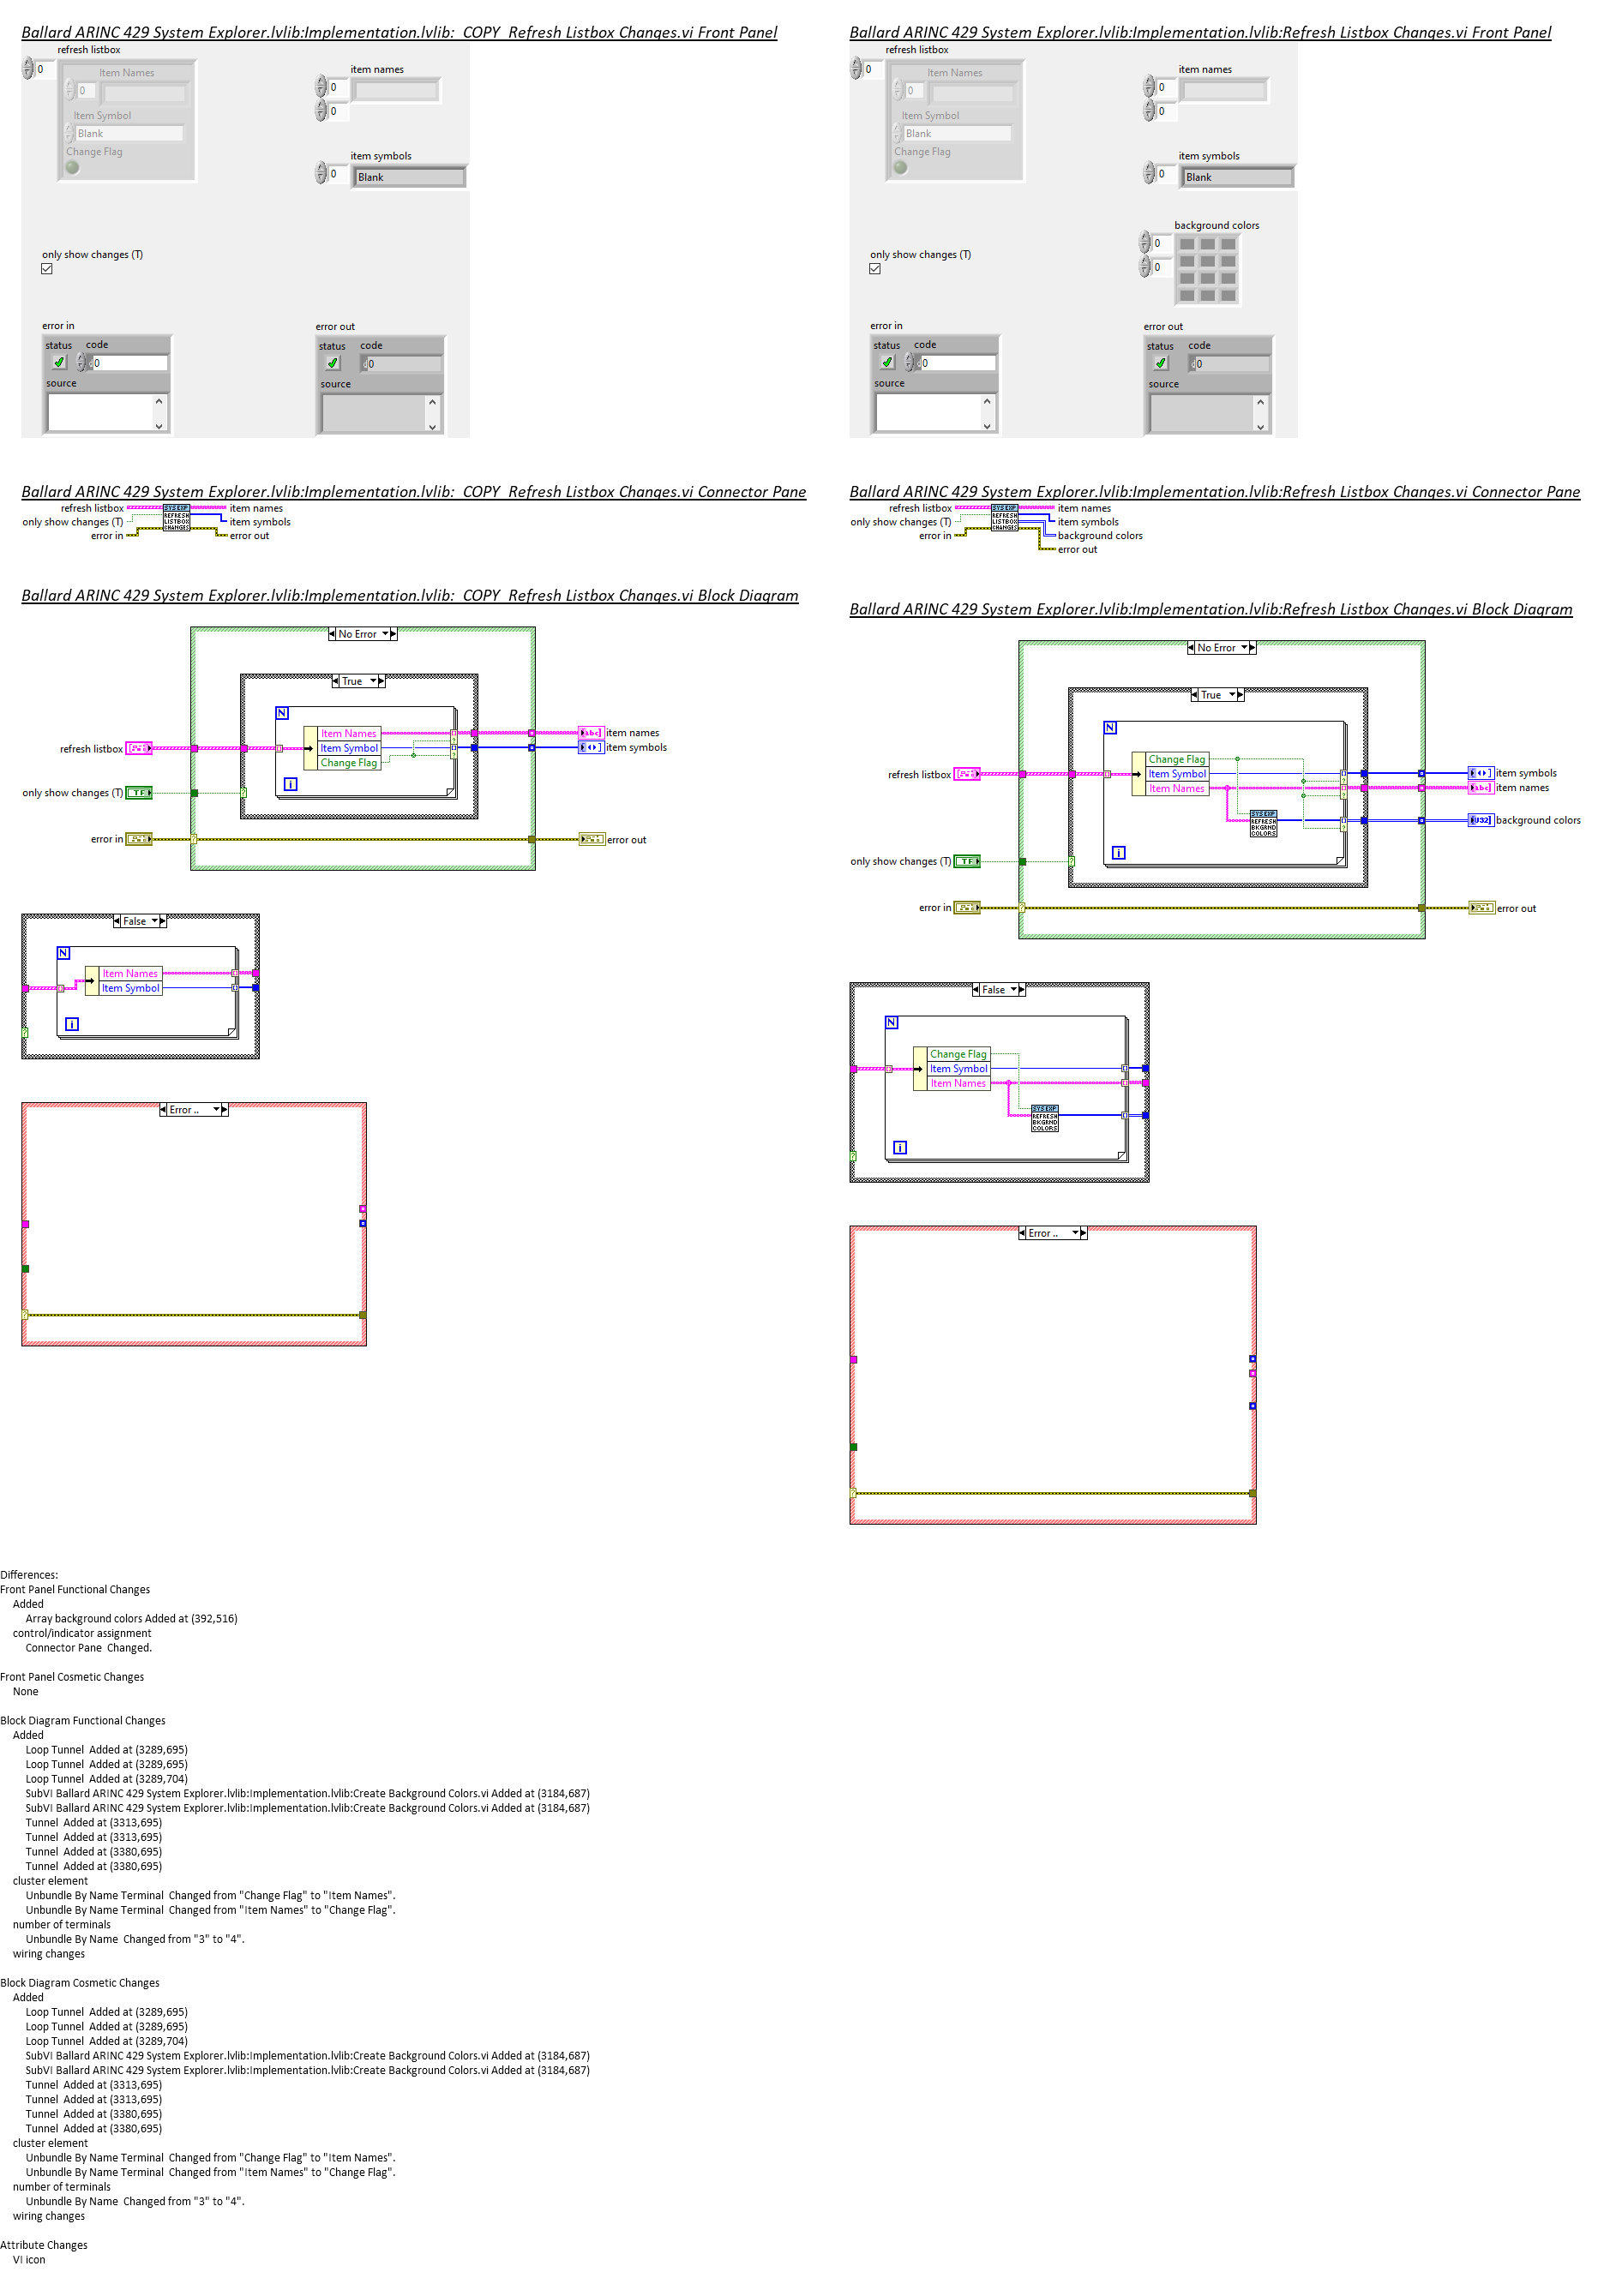 Ballard ARINC 429 System Explorer.lvlib:Implementation.lvlib:  COPY  Refresh Listbox Changes.vi Front Panel
refresh listbox
0
Item Names
0
Item Symbol
Blank
Change Flag
item names
0
0
item symbols
0
Blank
only show changes (T)
error in
status code
0
source
error out
status code
0
source
Ballard ARINC 429 System Explorer.lvlib:Implementation.lvlib:Refresh Listbox Changes.vi Front Panel
refresh listbox
0
Item Names
0
Item Symbol
Blank
Change Flag
item names
0
0
item symbols
0
Blank
background colors
0
0
only show changes (T)
error in
status code
0
source
error out
status code
0
source
Ballard ARINC 429 System Explorer.lvlib:Implementation.lvlib:  COPY  Refresh Listbox Changes.vi Connector Pane
refresh listbox
only show changes (T)
error in
SYS EXP
REFRESH
LISTBOX
CHANGES
item names
item symbols
error out
Ballard ARINC 429 System Explorer.lvlib:Implementation.lvlib:Refresh Listbox Changes.vi Connector Pane
refresh listbox
only show changes (T)
error in
SYS EXP
REFRESH
LISTBOX
CHANGES
item names
item symbols
background colors
error out
Ballard ARINC 429 System Explorer.lvlib:Implementation.lvlib:  COPY  Refresh Listbox Changes.vi Block Diagram
No Error
True
N
Item Names
Item Symbol
Change Flag
i
refresh listbox
only show changes (T)
TF
error in
abc
item names
item symbols
error out
False
N
Item Names
Item Symbol
i
Error ..
Ballard ARINC 429 System Explorer.lvlib:Implementation.lvlib:Refresh Listbox Changes.vi Block Diagram
No Error
True
N
Change Flag
Item Symbol
Item Names
SYS EXP
REFRESH
BKGRND
COLORS
i
refresh listbox
only show changes (T)
TF
error in
item symbols
abc
item names
U32
background colors
error out
False
N
Change Flag
Item Symbol
Item Names
SYS EXP
REFRESH
BKGRND
COLORS
i
Error ..
Differences:
Front Panel Functional Changes
Added
Array background colors Added at (392,516)
control/indicator assignment
Connector Pane  Changed.
Front Panel Cosmetic Changes
None
Block Diagram Functional Changes
Added
Loop Tunnel  Added at (3289,695)
Loop Tunnel  Added at (3289,695)
Loop Tunnel  Added at (3289,704)
SubVI Ballard ARINC 429 System Explorer.lvlib:Implementation.lvlib:Create Background Colors.vi Added at (3184,687)
SubVI Ballard ARINC 429 System Explorer.lvlib:Implementation.lvlib:Create Background Colors.vi Added at (3184,687)
Tunnel  Added at (3313,695)
Tunnel  Added at (3313,695)
Tunnel  Added at (3380,695)
Tunnel  Added at (3380,695)
cluster element
Unbundle By Name Terminal  Changed from "Change Flag" to "Item Names".
Unbundle By Name Terminal  Changed from "Item Names" to "Change Flag".
number of terminals
Unbundle By Name  Changed from "3" to "4".
wiring changes
Block Diagram Cosmetic Changes
Added
Loop Tunnel  Added at (3289,695)
Loop Tunnel  Added at (3289,695)
Loop Tunnel  Added at (3289,704)
SubVI Ballard ARINC 429 System Explorer.lvlib:Implementation.lvlib:Create Background Colors.vi Added at (3184,687)
SubVI Ballard ARINC 429 System Explorer.lvlib:Implementation.lvlib:Create Background Colors.vi Added at (3184,687)
Tunnel  Added at (3313,695)
Tunnel  Added at (3313,695)
Tunnel  Added at (3380,695)
Tunnel  Added at (3380,695)
cluster element
Unbundle By Name Terminal  Changed from "Change Flag" to "Item Names".
Unbundle By Name Terminal  Changed from "Item Names" to "Change Flag".
number of terminals
Unbundle By Name  Changed from "3" to "4".
wiring changes
Attribute Changes
VI icon